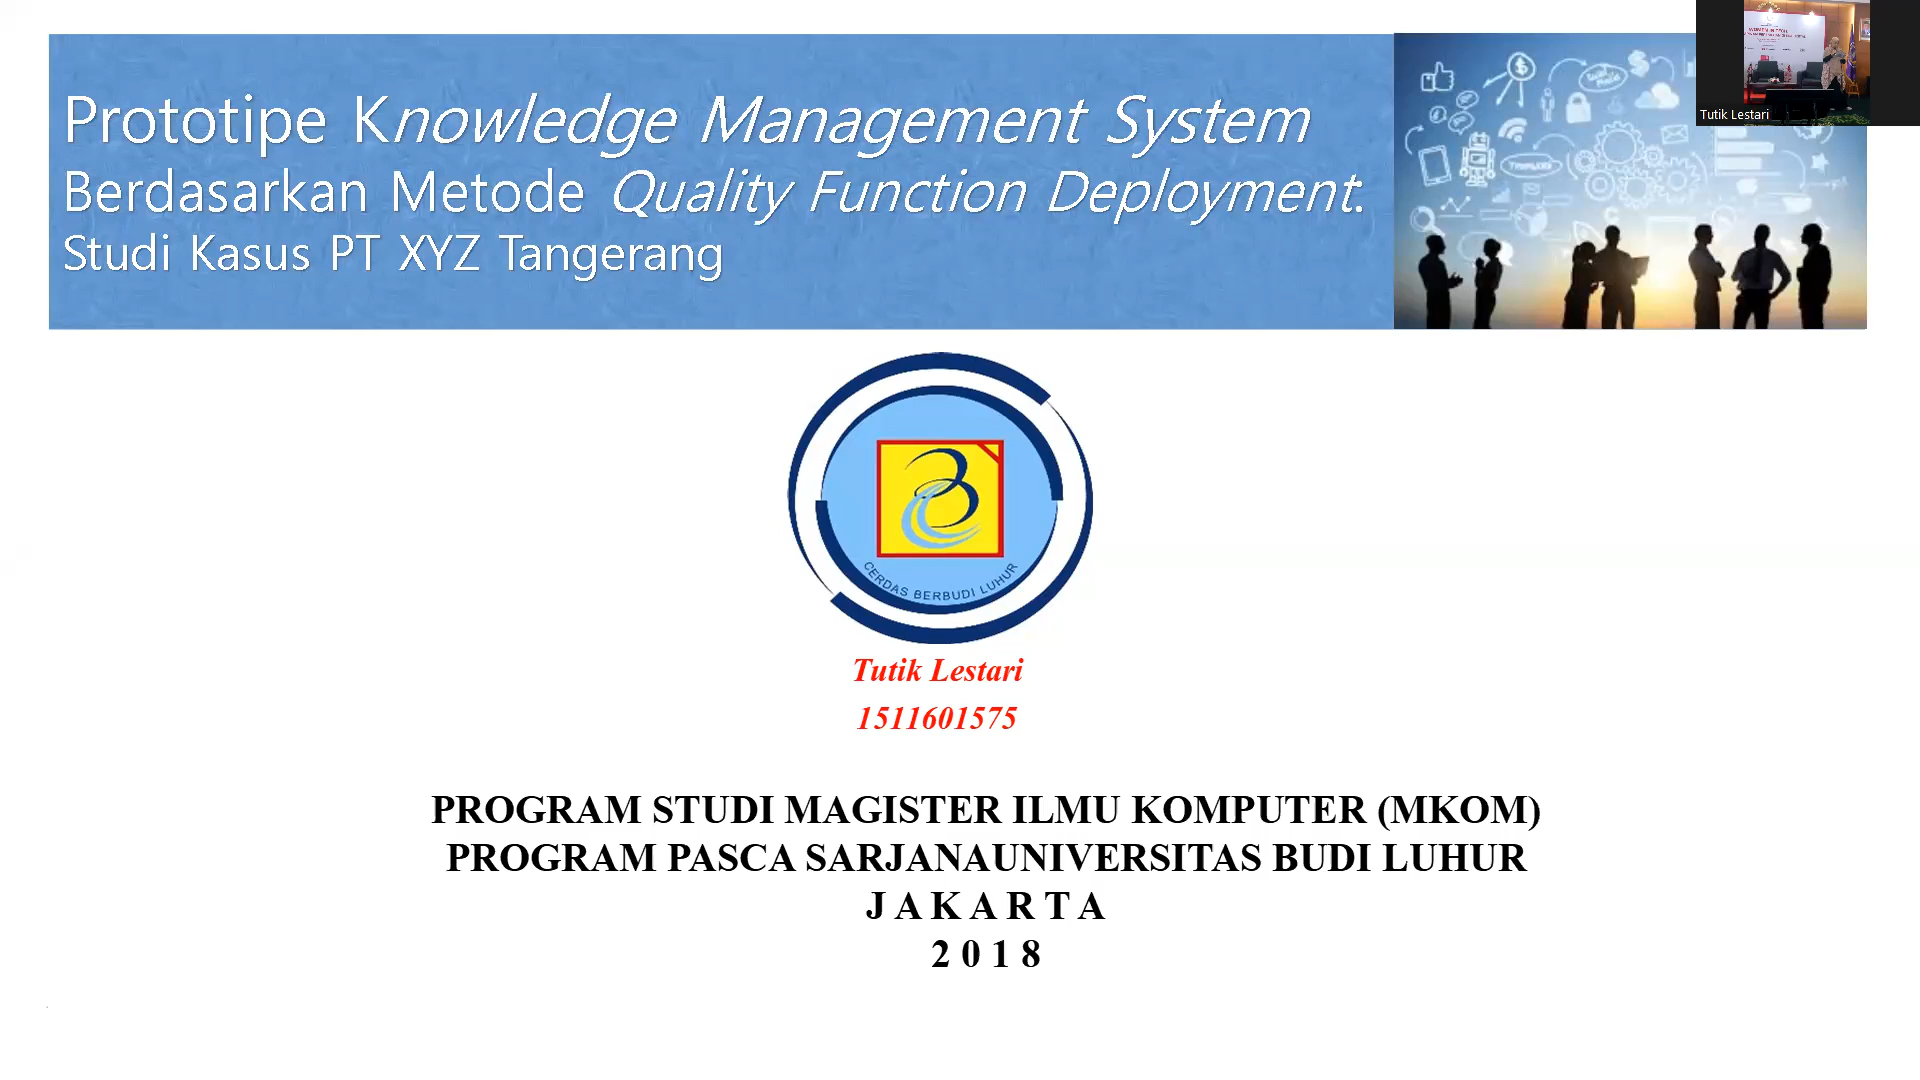 Prototipe Knowledge Management System
Berdasarkan Metode Quality Function Deployment.
Studi Kasus PT XYZ Tangerang
Tutik Lestari
CERDAS BERBUDI LUHUR
Tutik Lestari
1511601575
PROGRAM STUDI MAGISTER ILMU KOMPUTER (MKOM)
PROGRAM PASCA SARJANAUNIVERSITAS BUDI LUHUR
J A K A R T A
2 0 1 8